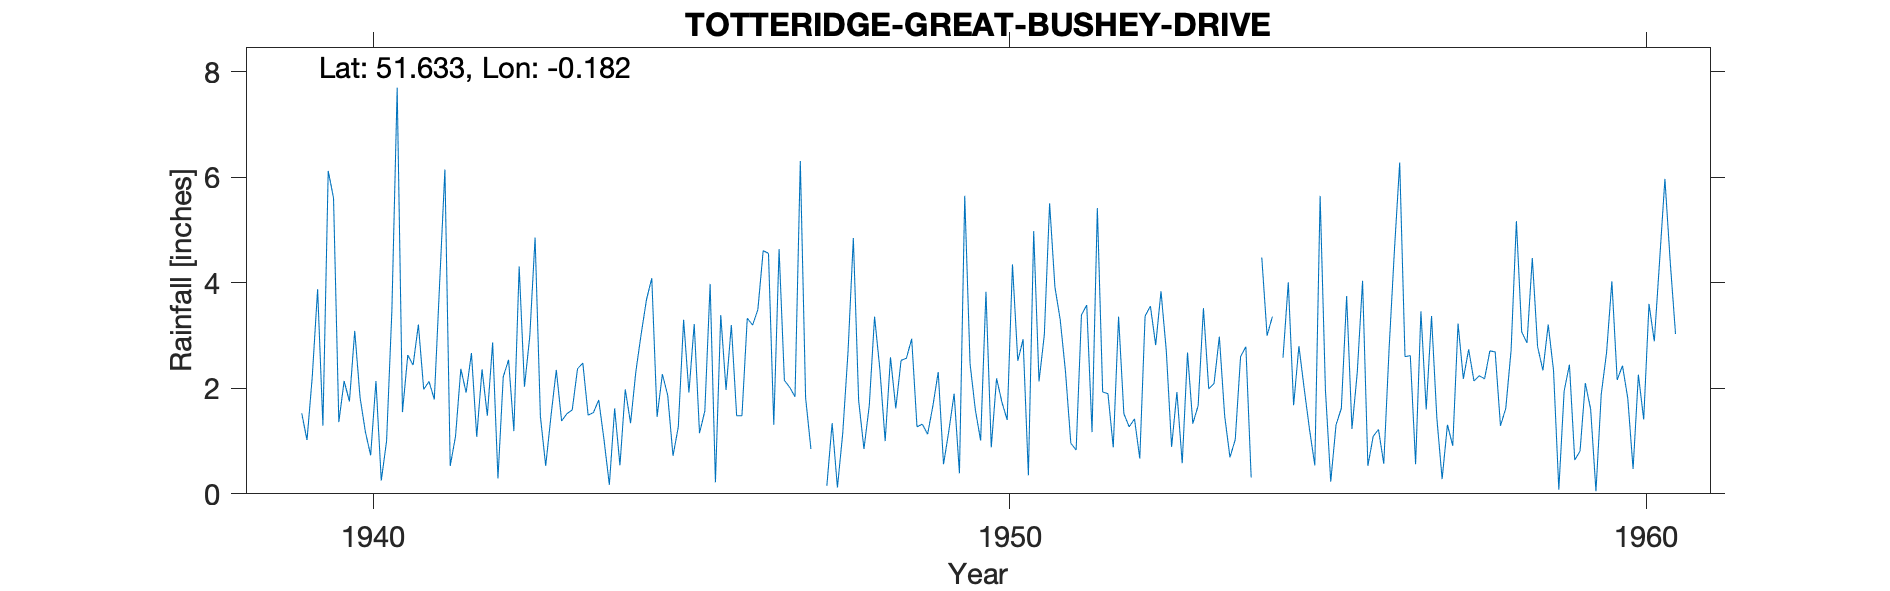 TOTTERIDGE-GREAT-BUSHEY-DRIVE
Lat: 51.633, Lon: -0.182
8
6
4
2
0
Rainfall [inches]
1940 1950 1960
Year